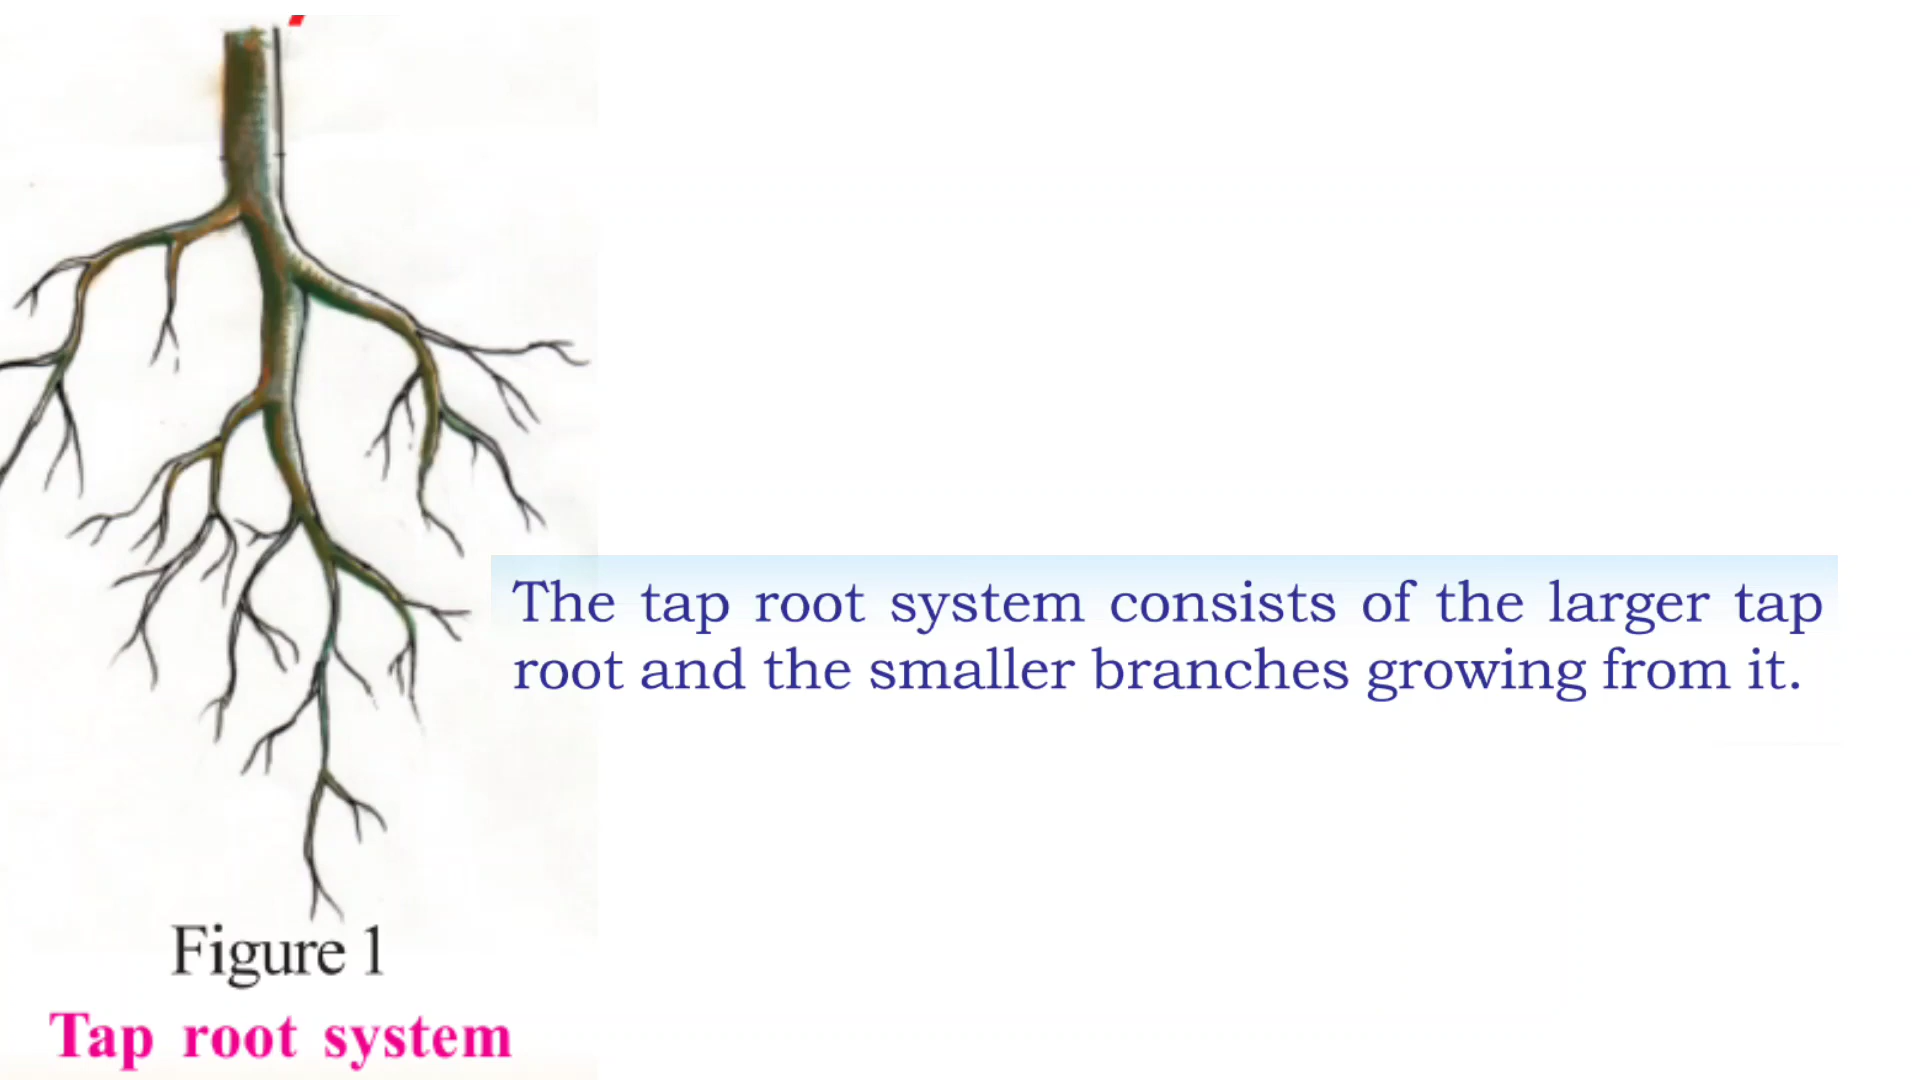 The tap root system consists of the larger tap
root and the smaller branches growing from it.
Figure 1
Tap root system